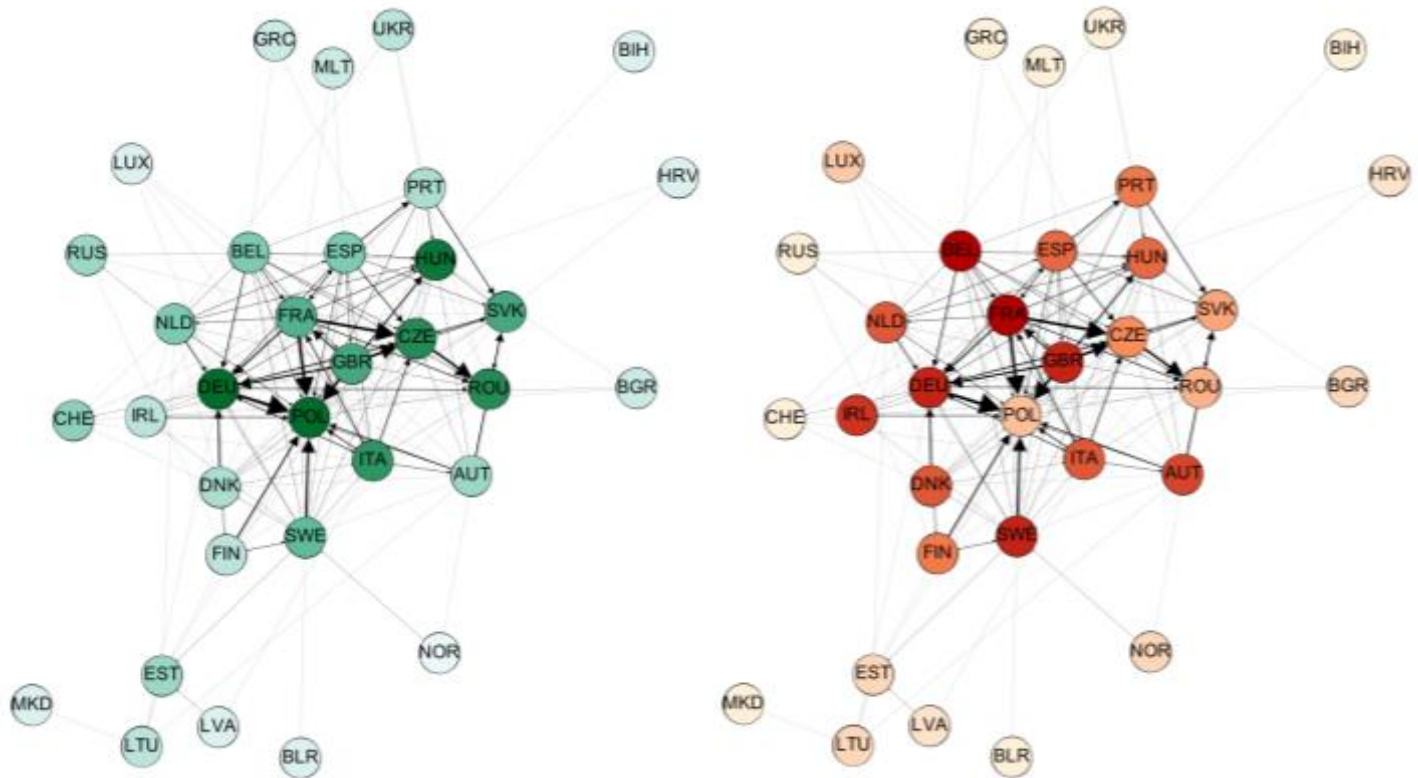 GRC
UKR
MLT
BIH
LUX
PRT
HRV
RUS
BEL
ESP
HUN
NLD
FRA
SVK
CZE
GBR
DEU
ROU
BGR
CHE
IRL
POL
ITA
AUT
DNK
SWE
FIN
NOR
EST
MKD
LTU
LVA
BLR
GRC
UKR
MLT
BIH
LUX
PRT
HRV
RUS
BEL
ESP
HUN
NLD
FRA
SVK
CZE
GBR
DEU
ROU
BGR
CHE
IRL
POL
ITA
AUT
DNK
SWE
FIN
NOR
EST
MKD
LTU
LVA
BLR